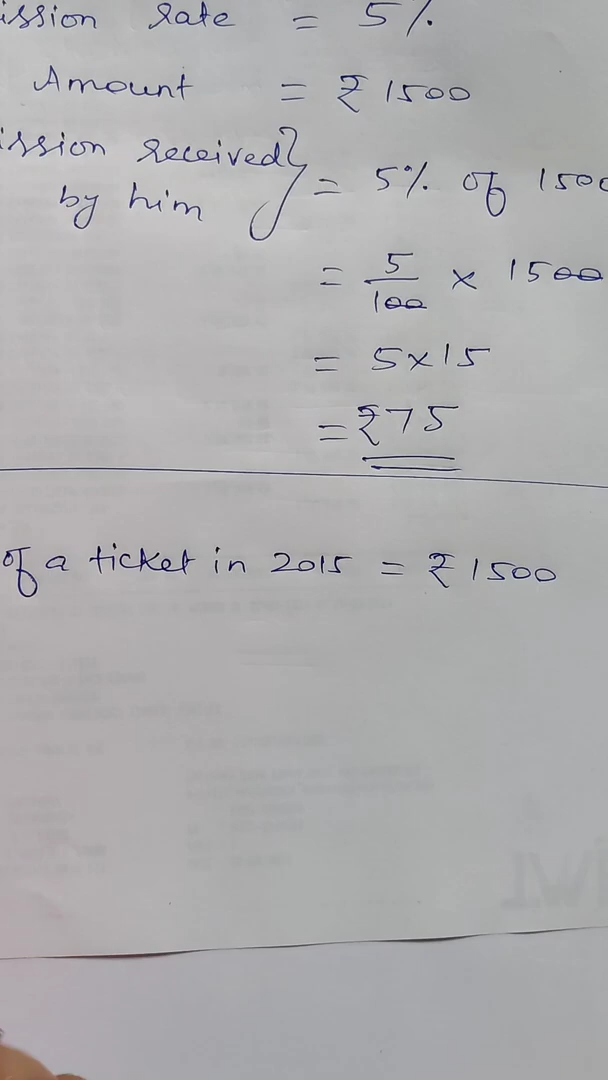 ission rate = 5%
Amount = ₹ 1500
ission received
by him } = 5% of 1500
= 5/100 × 1500
= 5×15
= ₹75
of a ticket in 2015 = ₹ 1500